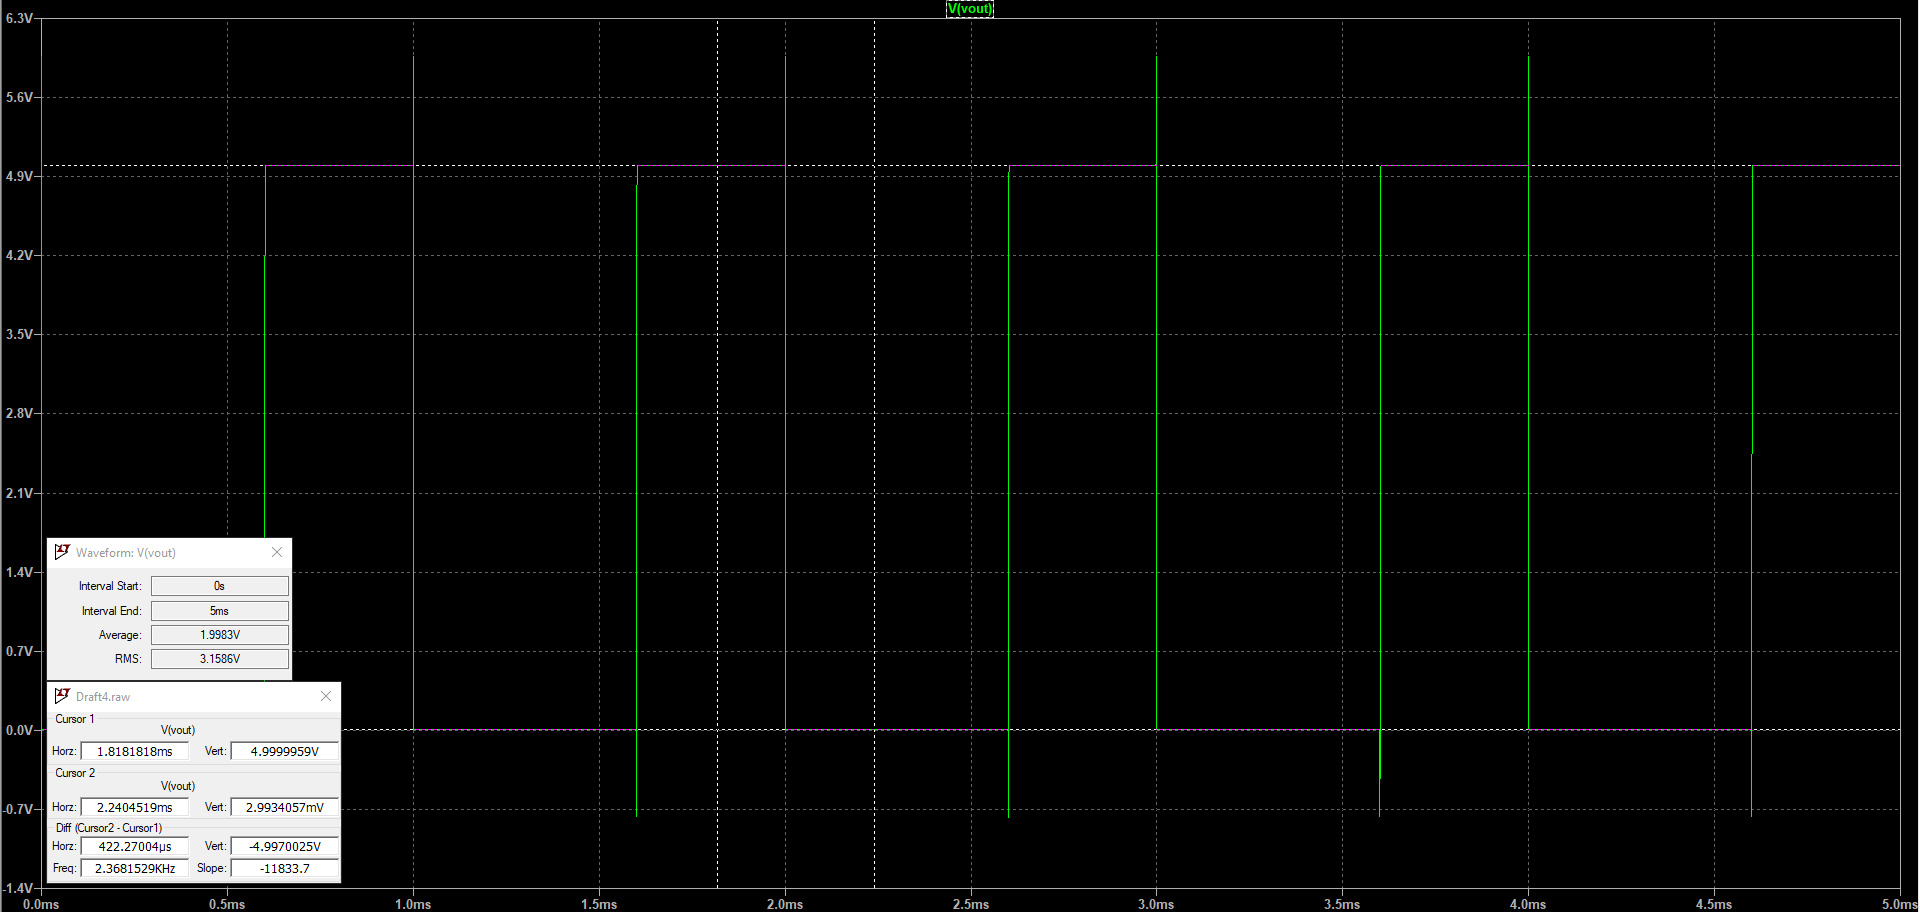 V(vout)
6.3V
5.6V
4.9V
4.2V
3.5V
2.8V
2.1V
1.4V
0.7V
0.0V
-0.7V
-1.4V
Waveform: V(vout)
Interval Start: 0s
Interval End: 5ms
Average: 1.9983V
RMS: 3.1586V
Draft4.raw
Cursor 1
V(vout)
Horz: 1.8181818ms Vert: 4.9999959V
Cursor 2
V(vout)
Horz: 2.2404519ms Vert: 2.9934057mV
Diff (Cursor2 - Cursor1)
Horz: 422.27004µs Vert: -4.9970025V
Freq: 2.3681529KHz Slope: -11833.7
0.0ms 0.5ms 1.0ms 1.5ms 2.0ms 2.5ms 3.0ms 3.5ms 4.0ms 4.5ms 5.0ms